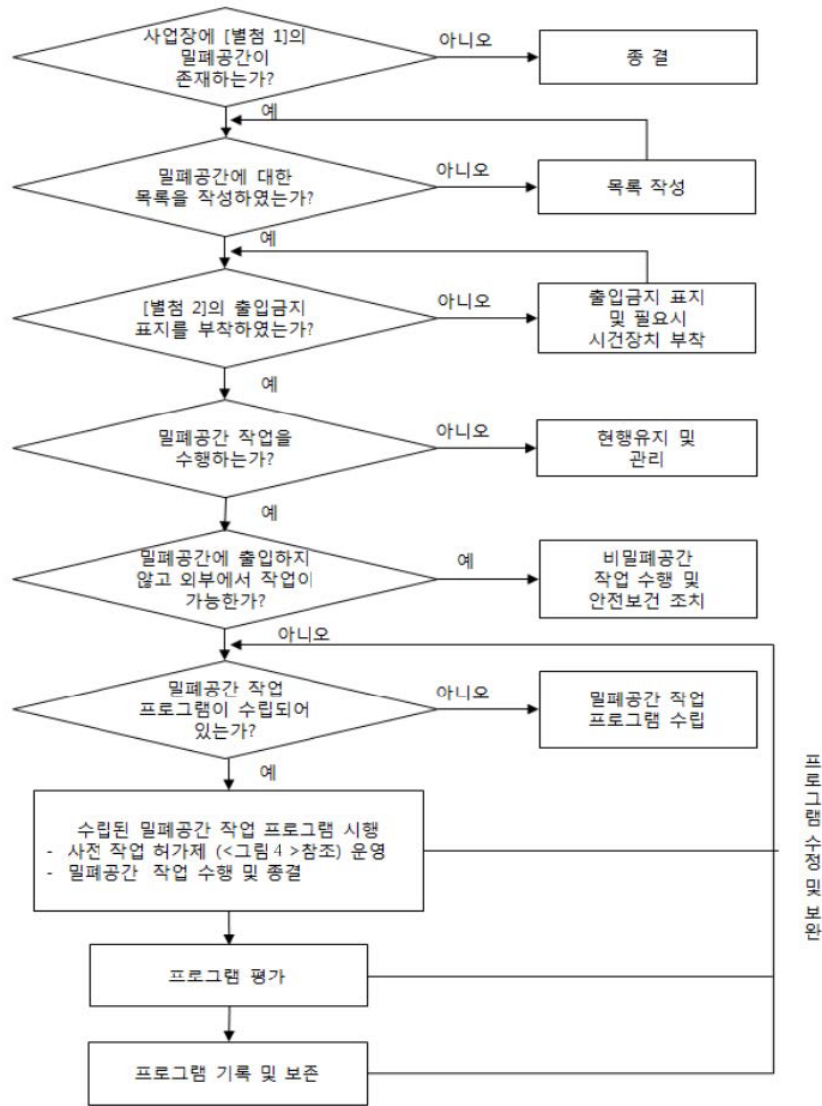 사업장에 [별첨 1]의
밀폐공간이
존재하는가?
아니오
종 결
예
밀폐공간에 대한
목록을 작성하였는가?
아니오
목록 작성
예
[별첨 2]의 출입금지
표지를 부착하였는가?
아니오
출입금지 표지
및 필요시
시건장치 부착
예
밀폐공간 작업을
수행하는가?
아니오
현행유지 및
관리
예
밀폐공간에 출입하지
않고 외부에서 작업이
가능한가?
예
비밀폐공간
작업 수행 및
안전보건 조치
아니오
밀폐공간 작업
프로그램이 수립되어
있는가?
아니오
밀폐공간 작업
프로그램 수립
예
수립된 밀폐공간 작업 프로그램 시행
- 사전 작업 허가제 (<그림 4 >참조) 운영
- 밀폐공간 작업 수행 및 종결
프로그램 평가
프로그램 기록 및 보존
프로그램 수정 및 보완